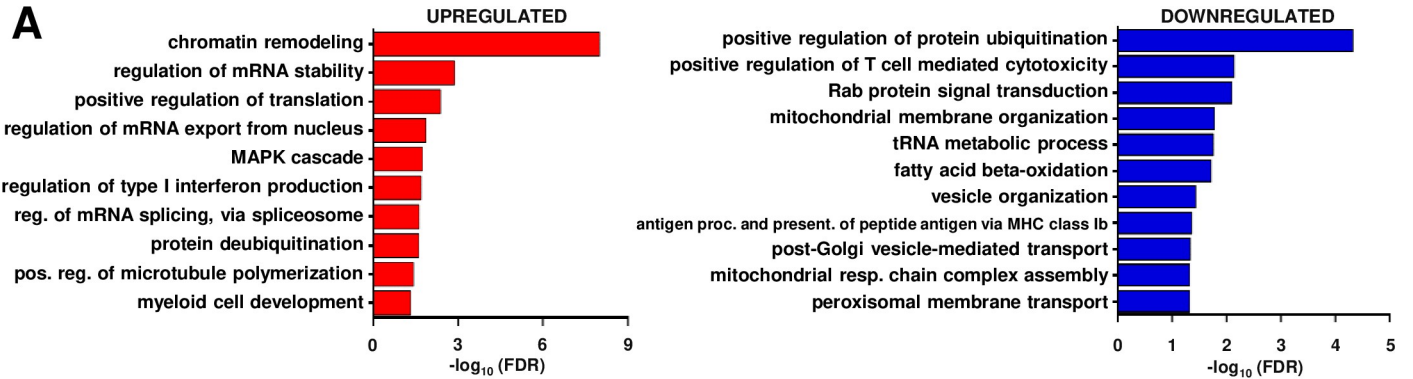 A
UPREGULATED
chromatin remodeling
regulation of mRNA stability
positive regulation of translation
regulation of mRNA export from nucleus
MAPK cascade
regulation of type I interferon production
reg. of mRNA splicing, via spliceosome
protein deubiquitination
pos. reg. of microtubule polymerization
myeloid cell development
0 3 6 9
-log10 (FDR)
DOWNREGULATED
positive regulation of protein ubiquitination
positive regulation of T cell mediated cytotoxicity
Rab protein signal transduction
mitochondrial membrane organization
tRNA metabolic process
fatty acid beta-oxidation
vesicle organization
antigen proc. and present. of peptide antigen via MHC class Ib
post-Golgi vesicle-mediated transport
mitochondrial resp. chain complex assembly
peroxisomal membrane transport
0 1 2 3 4 5
-log10 (FDR)